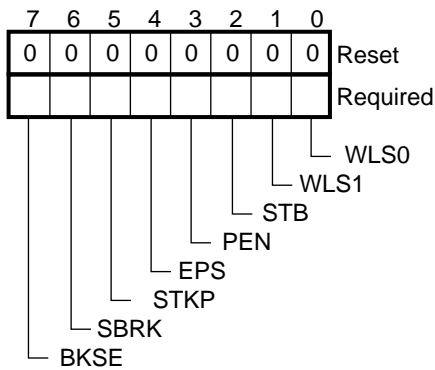 7 6 5 4 3 2 1 0
0 0 0 0 0 0 0 0 Reset
Required
WLS0
WLS1
STB
PEN
EPS
STKP
SBRK
BKSE